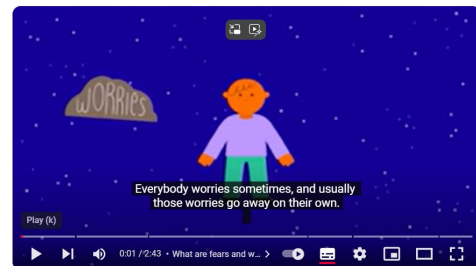 WORRIES
Everybody worries sometimes, and usually
those worries go away on their own.
Play (k)
0:01 / 2:43 • What are fears and w... >